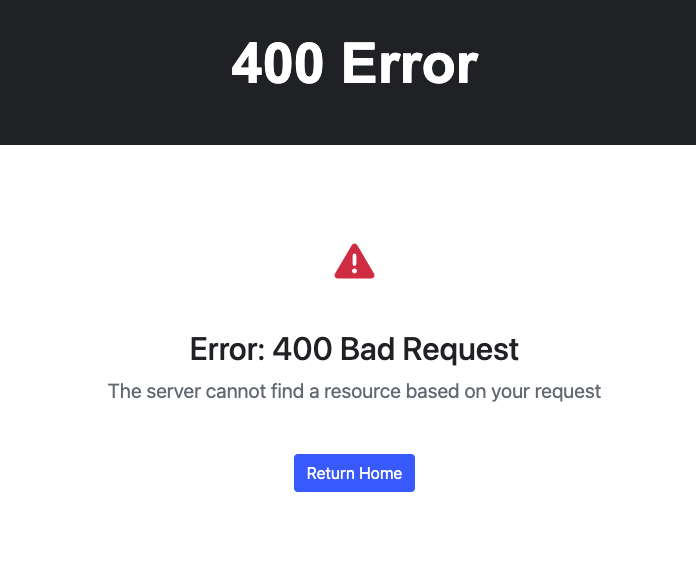 400 Error
Error: 400 Bad Request
The server cannot find a resource based on your request
Return Home